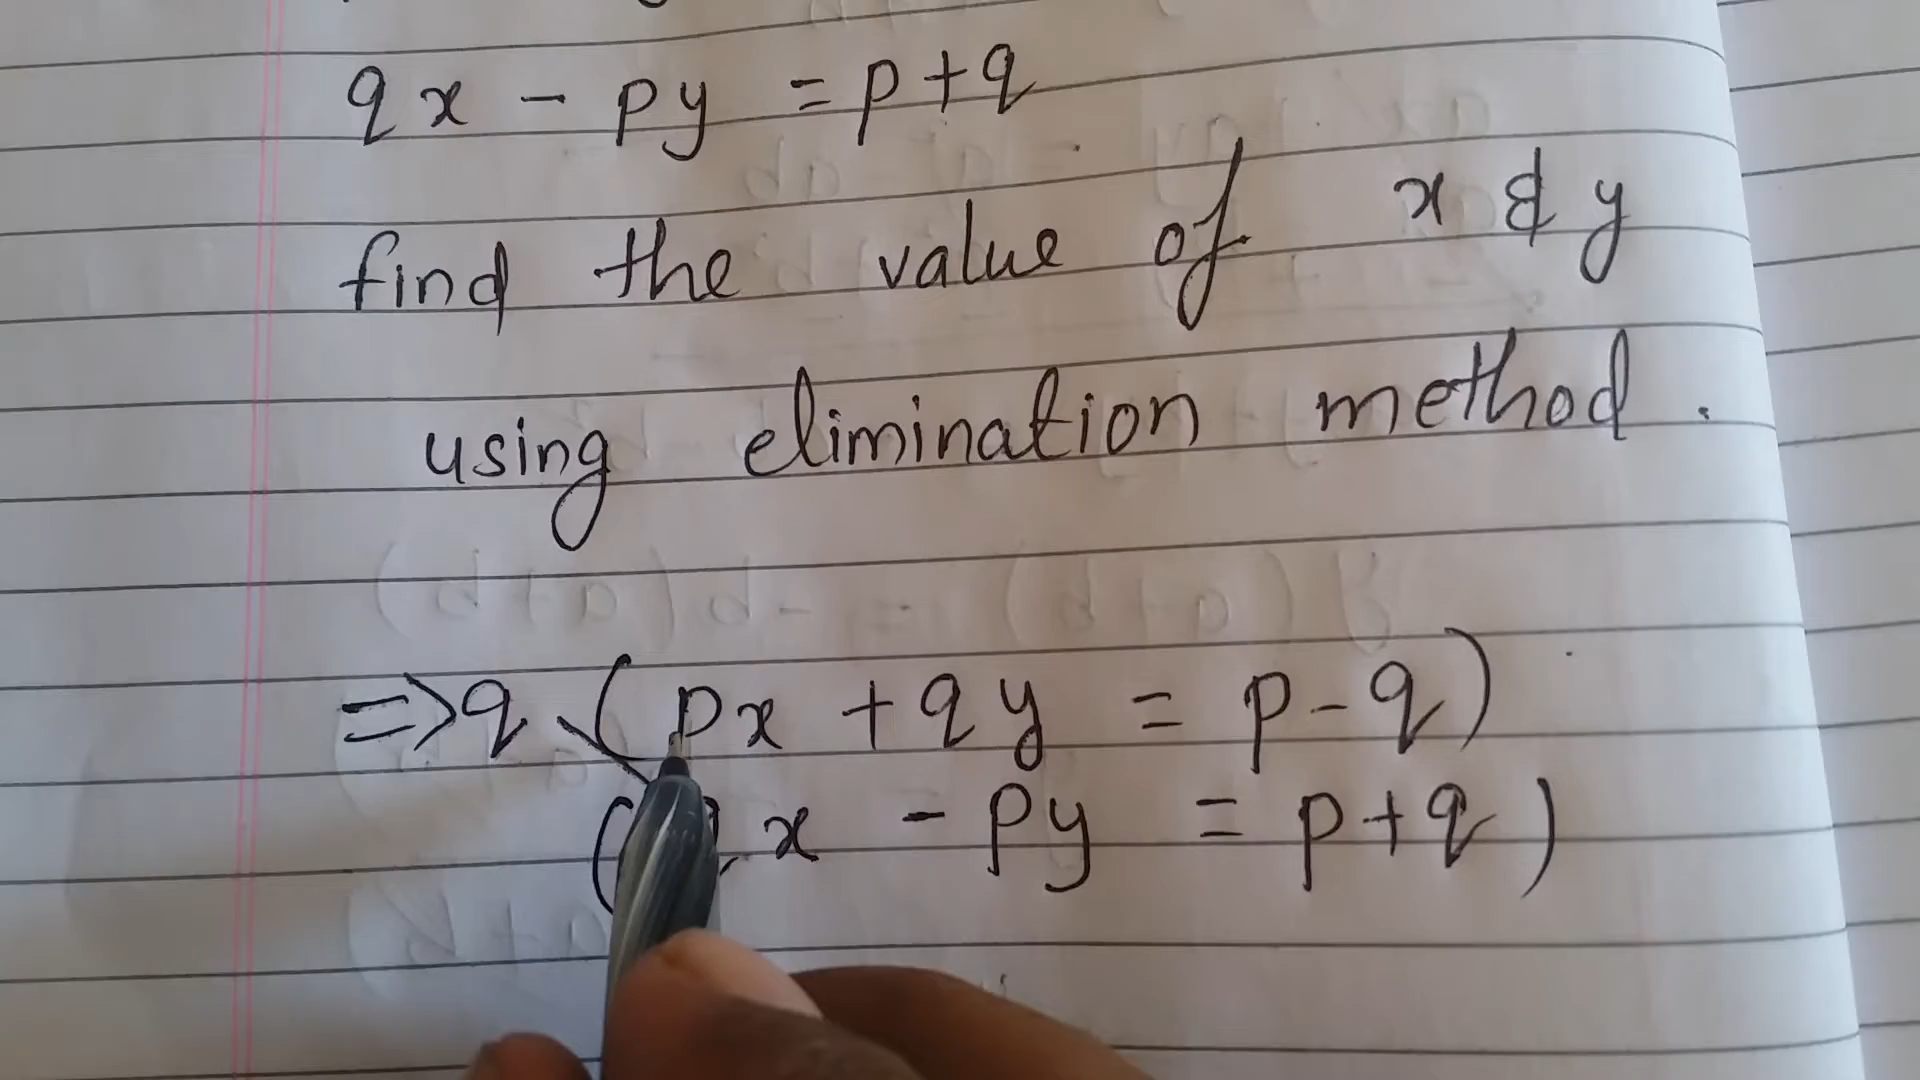 qx - py = p+q
find the value of x & y
using elimination method.
=> q (px + qy = p-q)
( x - py = p+q)